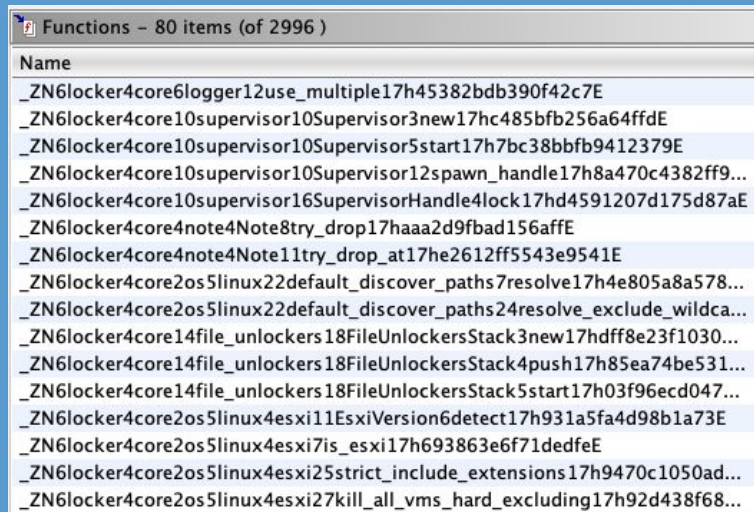 Functions – 80 items (of 2996 )
Name
_ZN6locker4core6logger12use_multiple17h45382bdb390f42c7E
_ZN6locker4core10supervisor10Supervisor3new17hc485bfb256a64ffdE
_ZN6locker4core10supervisor10Supervisor5start17h7bc38bbfb9412379E
_ZN6locker4core10supervisor10Supervisor12spawn_handle17h8a470c4382ff9...
_ZN6locker4core10supervisor16SupervisorHandle4lock17hd4591207d175d87aE
_ZN6locker4core4note4Note8try_drop17haaa2d9fbad156affE
_ZN6locker4core4note4Note11try_drop_at17he2612ff5543e9541E
_ZN6locker4core2os5linux22default_discover_paths7resolve17h4e805a8a578...
_ZN6locker4core2os5linux22default_discover_paths24resolve_exclude_wildca...
_ZN6locker4core14file_unlockers18FileUnlockersStack3new17hdff8e23f1030...
_ZN6locker4core14file_unlockers18FileUnlockersStack4push17h85ea74be531...
_ZN6locker4core14file_unlockers18FileUnlockersStack5start17h03f96ecd047...
_ZN6locker4core2os5linux4esxi11EsxiVersion6detect17h931a5fa4d98b1a73E
_ZN6locker4core2os5linux4esxi7is_esxi17h693863e6f71dedfeE
_ZN6locker4core2os5linux4esxi25strict_include_extensions17h9470c1050ad...
_ZN6locker4core2os5linux4esxi27kill_all_vms_hard_excluding17h92d438f68...